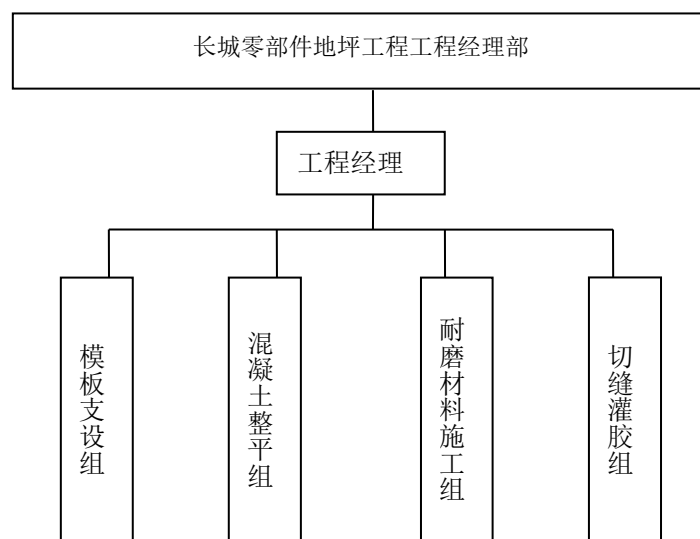 长城零部件地坪工程工程经理部
工程经理
模板支设组
混凝土整平组
耐磨材料施工组
切缝灌胶组